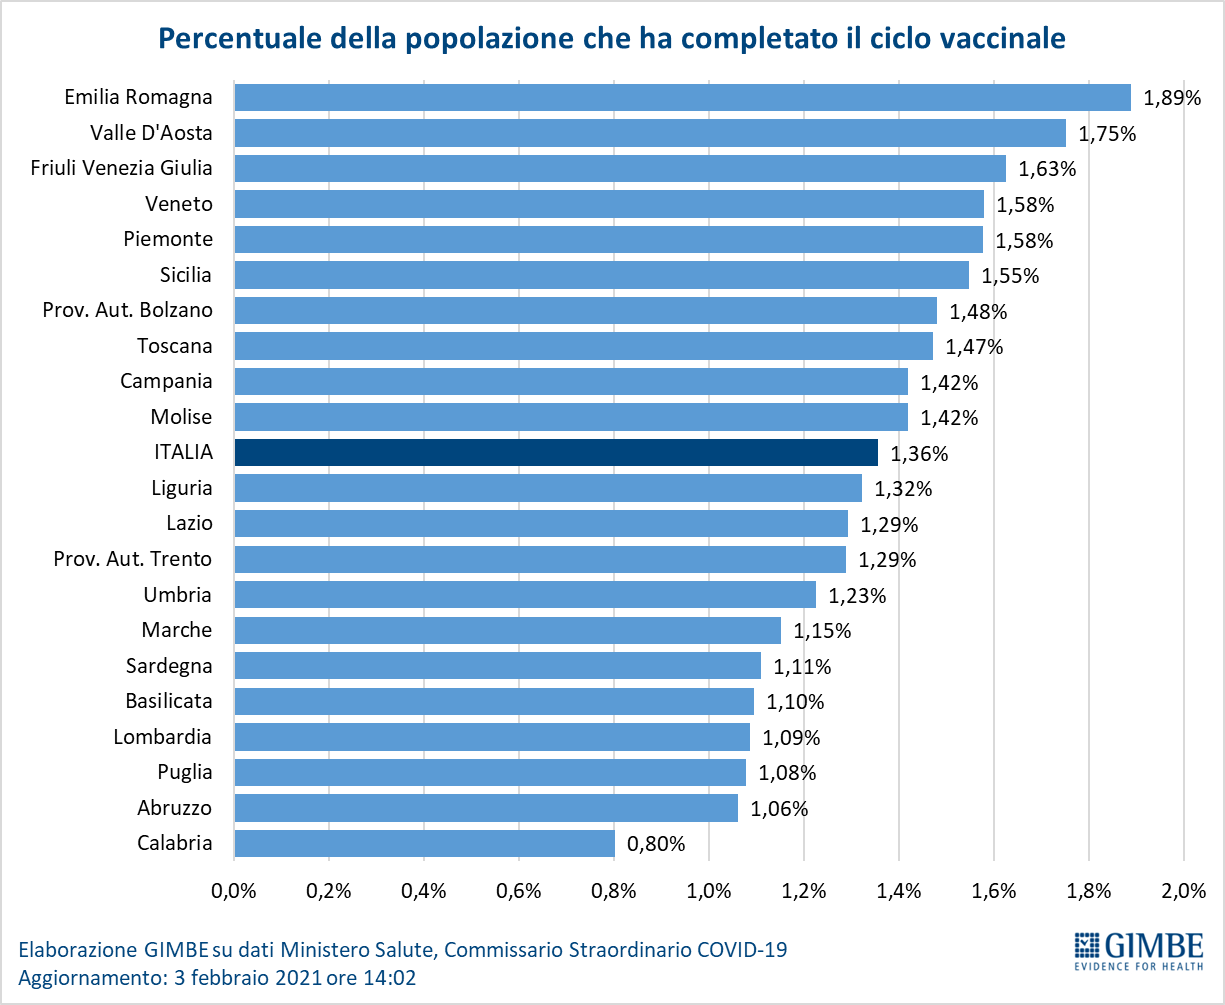 Percentuale della popolazione che ha completato il ciclo vaccinale
Emilia Romagna 1,89%
Valle D'Aosta 1,75%
Friuli Venezia Giulia 1,63%
Veneto 1,58%
Piemonte 1,58%
Sicilia 1,55%
Prov. Aut. Bolzano 1,48%
Toscana 1,47%
Campania 1,42%
Molise 1,42%
ITALIA 1,36%
Liguria 1,32%
Lazio 1,29%
Prov. Aut. Trento 1,29%
Umbria 1,23%
Marche 1,15%
Sardegna 1,11%
Basilicata 1,10%
Lombardia 1,09%
Puglia 1,08%
Abruzzo 1,06%
Calabria 0,80%
0,0% 0,2% 0,4% 0,6% 0,8% 1,0% 1,2% 1,4% 1,6% 1,8% 2,0%
Elaborazione GIMBE su dati Ministero Salute, Commissario Straordinario COVID-19
Aggiornamento: 3 febbraio 2021 ore 14:02
GIMBE
EVIDENCE FOR HEALTH